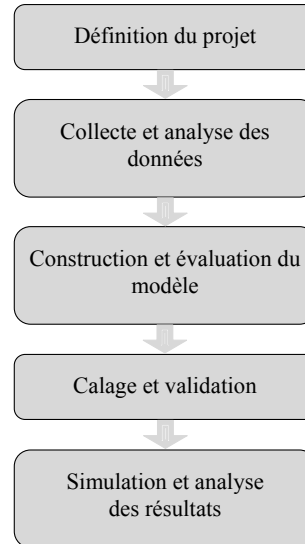 Définition du projet
Collecte et analyse des
données
Construction et évaluation du
modèle
Calage et validation
Simulation et analyse
des résultats